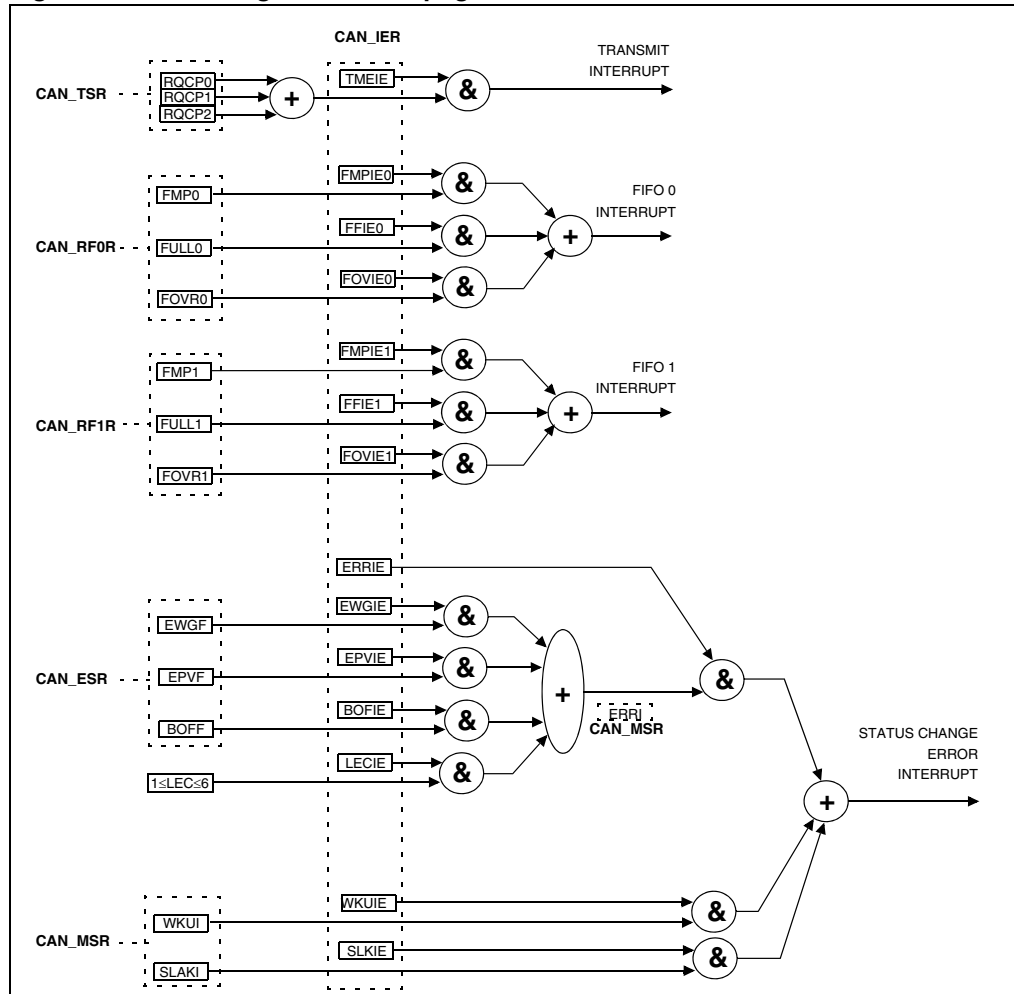 CAN_IER
TRANSMIT
INTERRUPT
CAN_TSR
RQCP0
RQCP1
RQCP2
+
TMEIE
&
FMPIE0
&
FIFO 0
INTERRUPT
FMP0
CAN_RF0R
FULL0
FFIE0
&
+
FOVR0
FOVIE0
&
FMPIE1
&
FIFO 1
INTERRUPT
FMP1
CAN_RF1R
FULL1
FFIE1
&
+
FOVR1
FOVIE1
&
ERRIE
EWGIE
&
EWGF
CAN_ESR
EPVF
EPVIE
&
+
&
ERRI
CAN_MSR
BOFF
BOFIE
&
LECIE
&
1≤LEC≤6
STATUS CHANGE
ERROR
INTERRUPT
+
WKUIE
&
WKUI
CAN_MSR
SLKIE
&
SLAKI